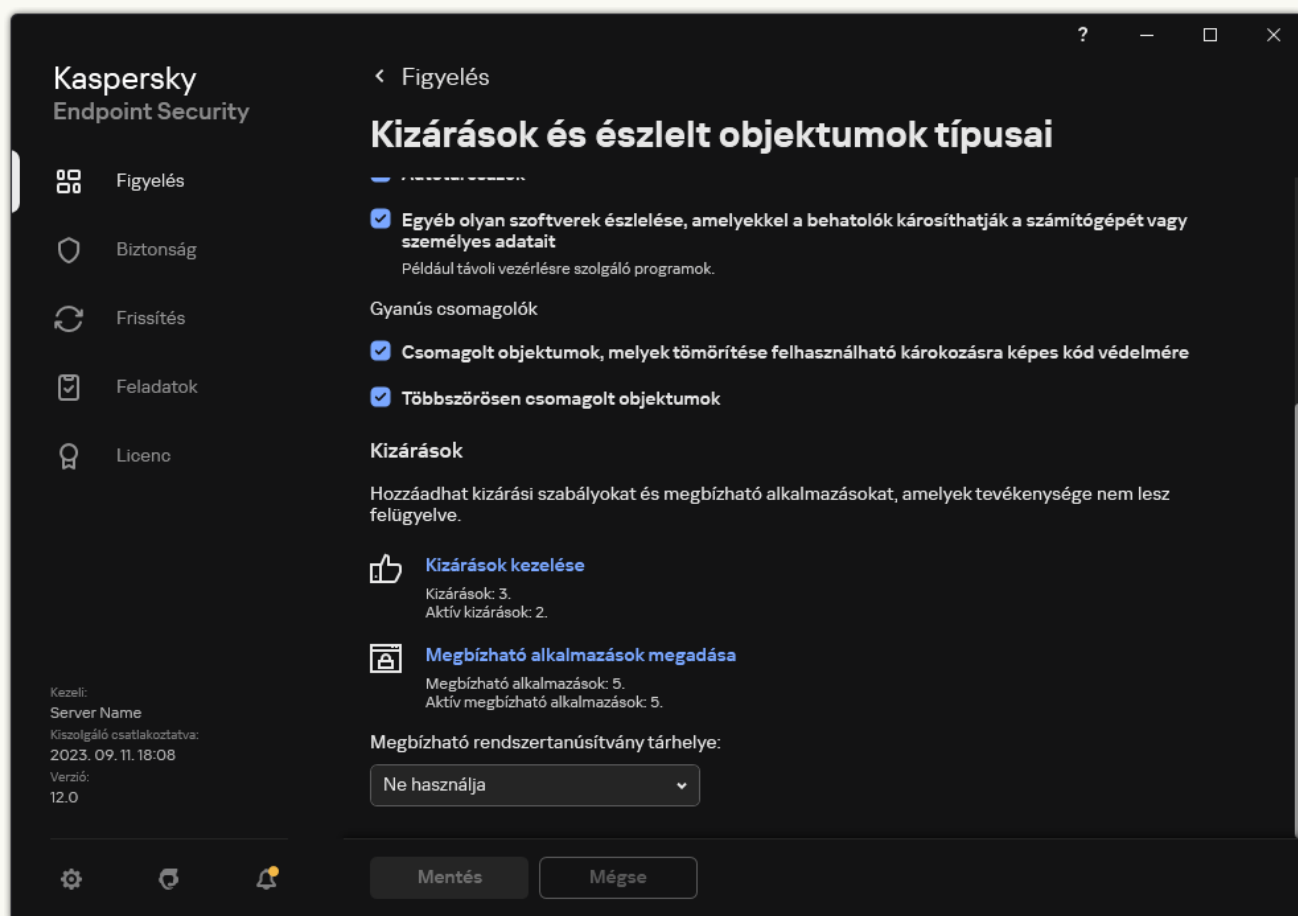 ?
Kaspersky
Endpoint Security
Figyelés
Biztonság
Frissítés
Feladatok
Licenc
Kezeli:
Server Name
Kiszolgáló csatlakoztatva:
2023. 09. 11. 18:08
Verzió:
12.0
Figyelés
Kizárások és észlelt objektumok típusai
Egyéb olyan szoftverek észlelése, amelyekkel a behatolók károsíthatják a számítógépét vagy
személyes adatait
Például távoli vezérlésre szolgáló programok.
Gyanús csomagolók
Csomagolt objektumok, melyek tömörítése felhasználható károkozásra képes kód védelmére
Többszörösen csomagolt objektumok
Kizárások
Hozzáadhat kizárási szabályokat és megbízható alkalmazásokat, amelyek tevékenysége nem lesz
felügyelve.
Kizárások kezelése
Kizárások: 3.
Aktív kizárások: 2.
Megbízható alkalmazások megadása
Megbízható alkalmazások: 5.
Aktív megbízható alkalmazások: 5.
Megbízható rendszertanúsítvány tárhelye:
Ne használja
Mentés
Mégse